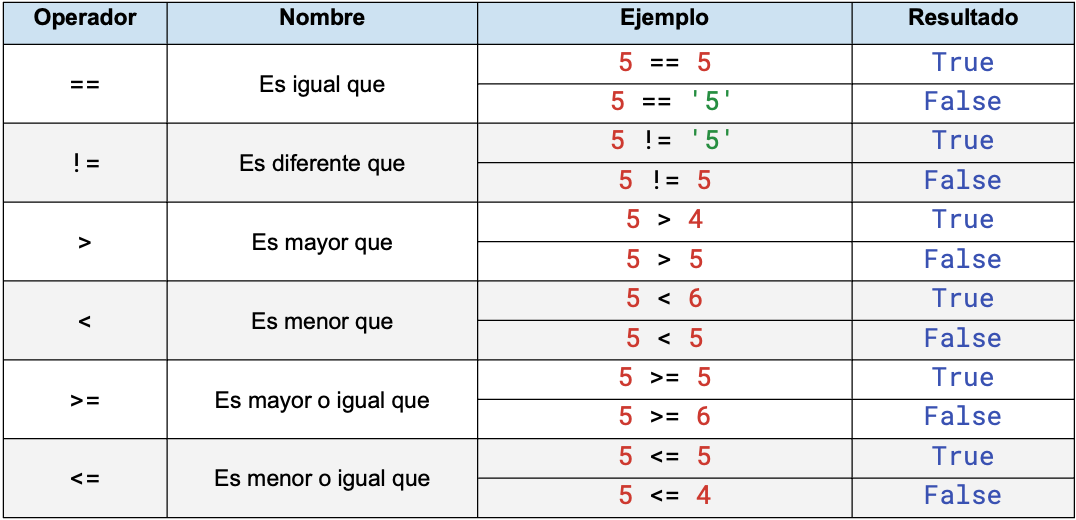 Operador Nombre Ejemplo Resultado
== Es igual que 5 == 5 True
5 == '5' False
!= Es diferente que 5 != '5' True
5 != 5 False
> Es mayor que 5 > 4 True
5 > 5 False
< Es menor que 5 < 6 True
5 < 5 False
>= Es mayor o igual que 5 >= 5 True
5 >= 6 False
<= Es menor o igual que 5 <= 5 True
5 <= 4 False